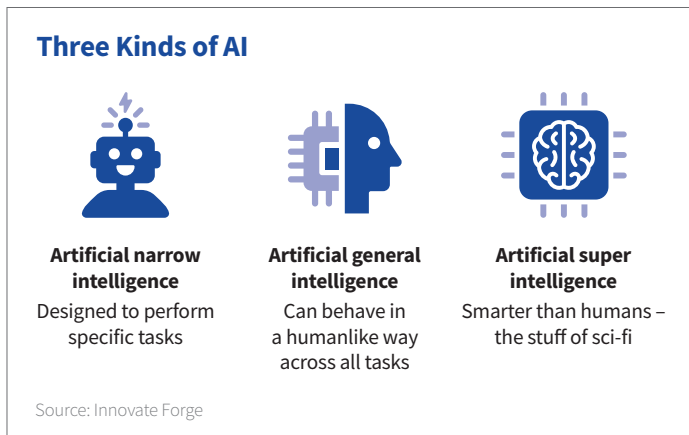 Three Kinds of AI
Artificial narrow
intelligence
Designed to perform
specific tasks
Artificial general
intelligence
Can behave in
a humanlike way
across all tasks
Artificial super
intelligence
Smarter than humans –
the stuff of sci-fi
Source: Innovate Forge